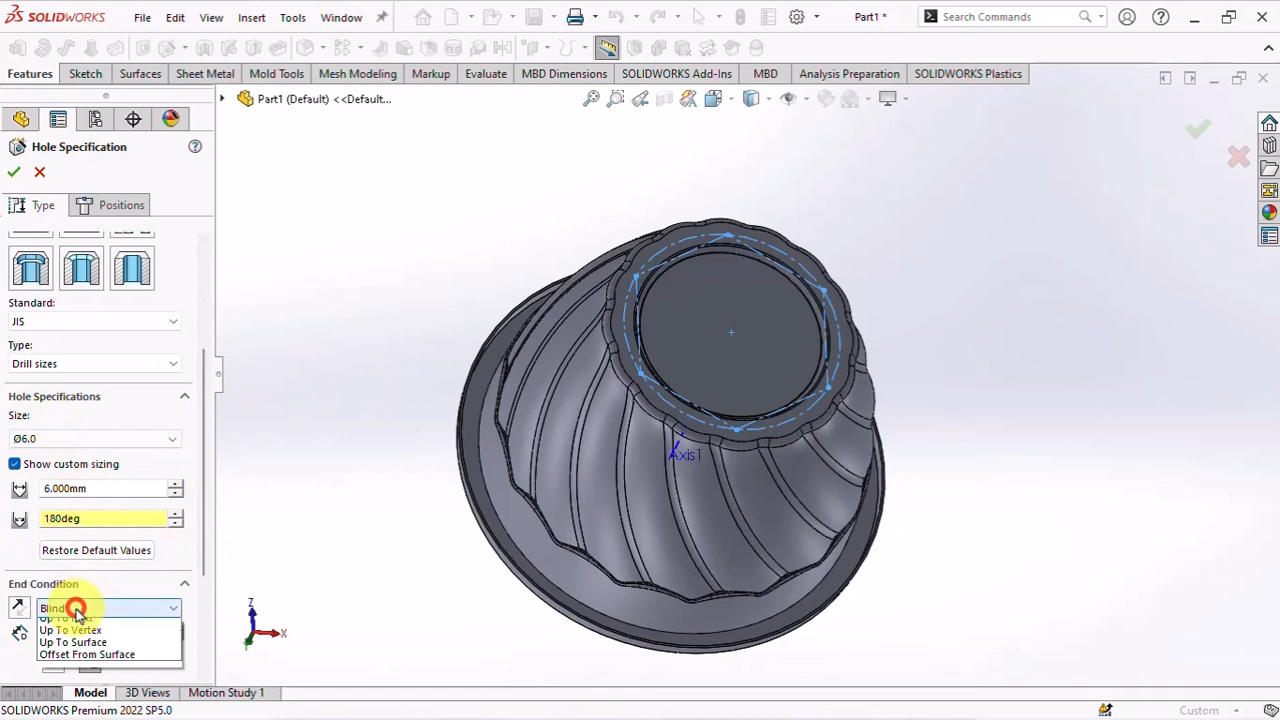 SOLIDWORKS File Edit View Insert Tools Window Part1 * Search Commands
Features Sketch Surfaces Sheet Metal Mold Tools Mesh Modeling Markup Evaluate MBD Dimensions SOLIDWORKS Add-Ins MBD Analysis Preparation SOLIDWORKS Plastics
Part1 (Default) <<Default...
Hole Specification
Type Positions
Standard:
JIS
Type:
Drill sizes
Hole Specifications
Size:
Ø6.0
Show custom sizing
6.000mm
180deg
Restore Default Values
End Condition
Blind
Up To Vertex
Up To Surface
Offset From Surface
Axis1
Z
X
Y
Model 3D Views Motion Study 1
SOLIDWORKS Premium 2022 SP5.0 Custom